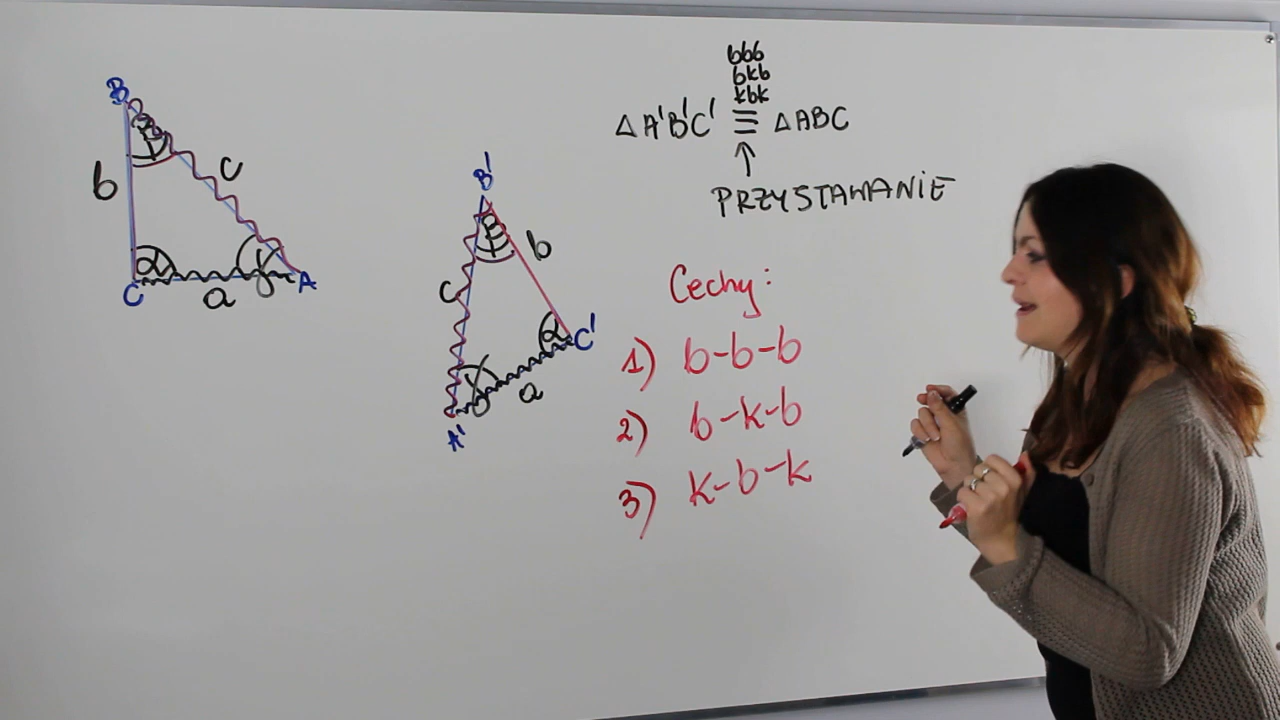 B
b
c
β
α
γ
C
a
A
B'
β
b
c
α
C'
γ
a
A'
bbb
bkb
kbk
△A'B'C' ≡ △ABC
↑
PRZYSTAWANIE
Cechy:
1) b-b-b
2) b-k-b
3) k-b-k